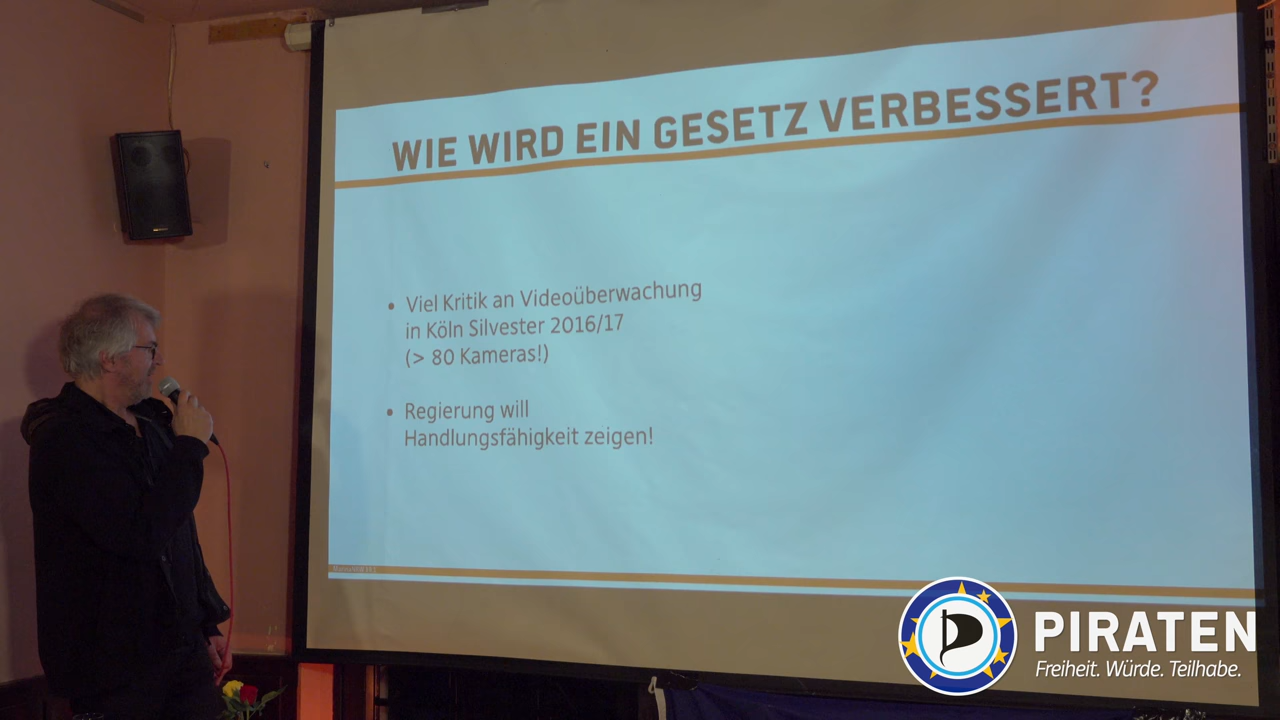 WIE WIRD EIN GESETZ VERBESSERT?
• Viel Kritik an Videoüberwachung
in Köln Silvester 2016/17
(> 80 Kameras!)
• Regierung will
Handlungsfähigkeit zeigen!
PIRATEN
Freiheit. Würde. Teilhabe.